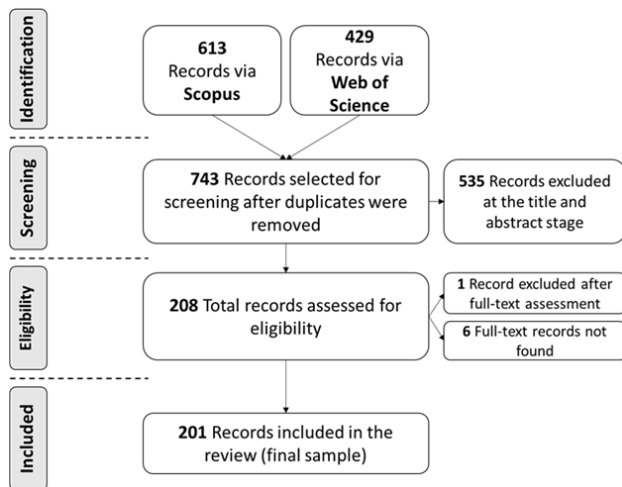 Identification
613
Records via
Scopus
429
Records via
Web of
Science
Screening
743 Records selected for
screening after duplicates were
removed
535 Records excluded
at the title and
abstract stage
Eligibility
208 Total records assessed for
eligibility
1 Record excluded after
full-text assessment
6 Full-text records not
found
Included
201 Records included in the
review (final sample)